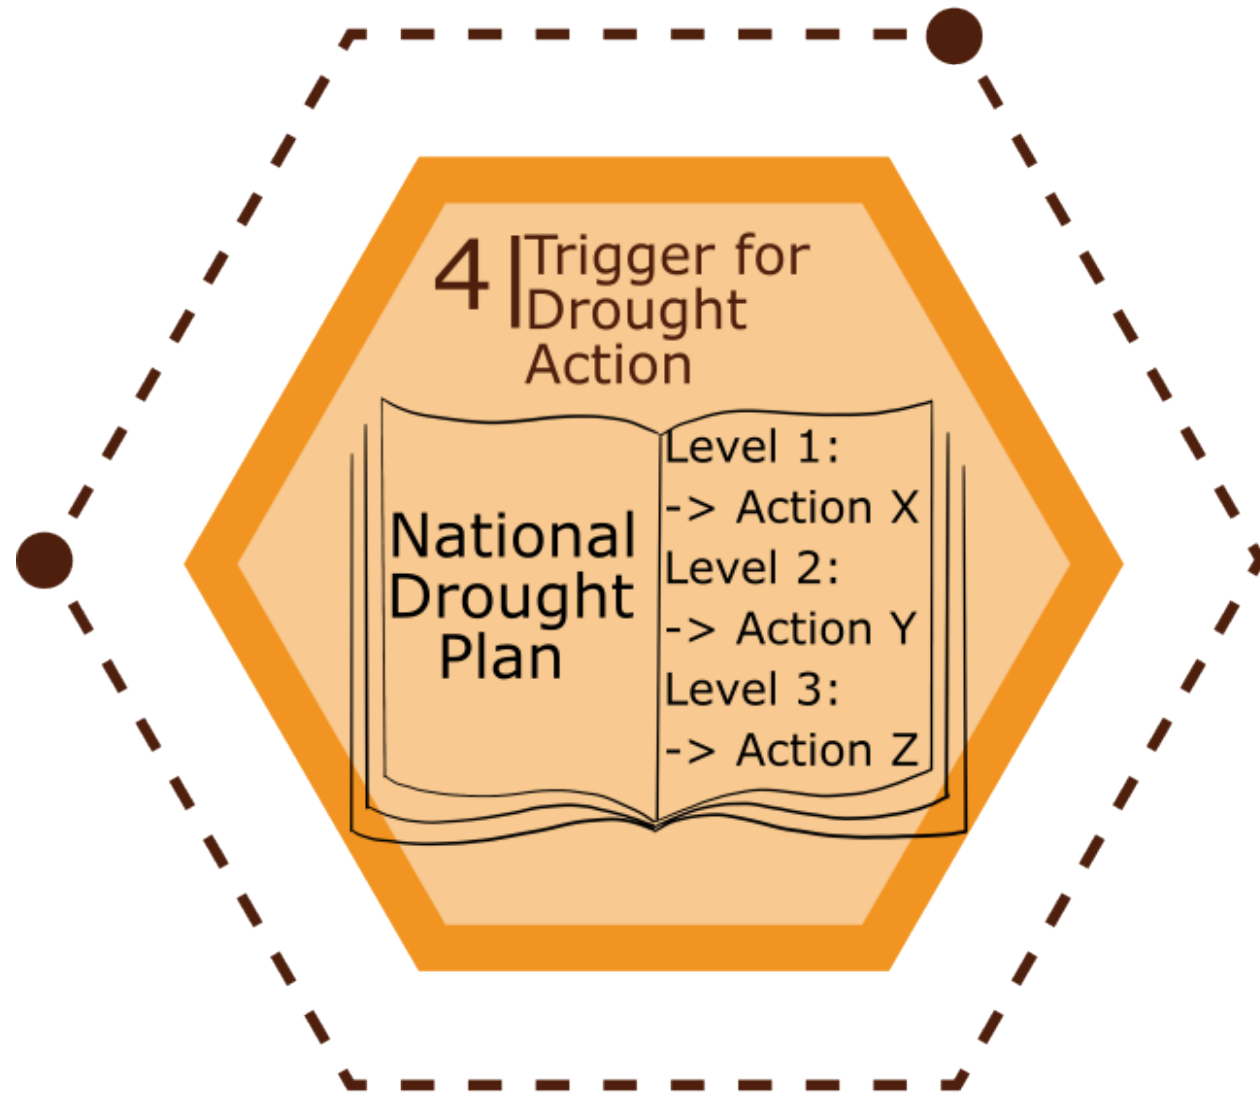 4
Trigger for
Drought
Action
National
Drought
Plan
Level 1:
-> Action X
Level 2:
-> Action Y
Level 3:
-> Action Z